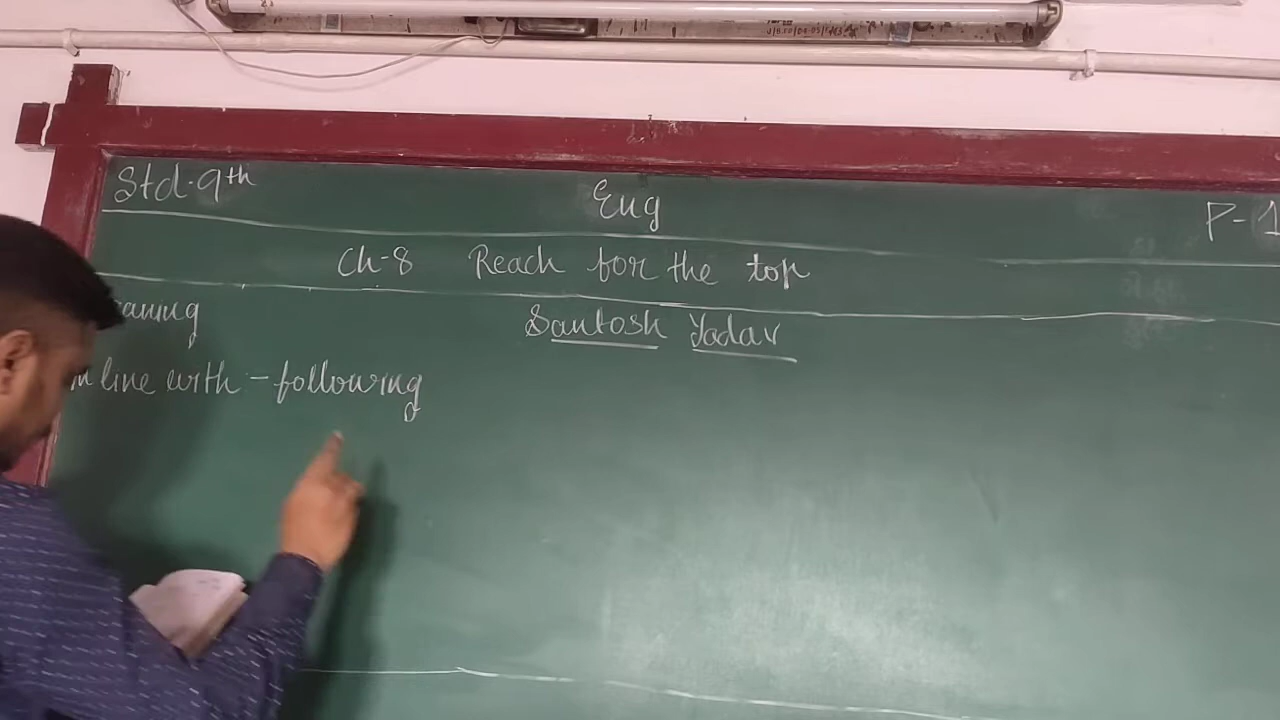 Std. 9th
Eng
P-1
Ch-8 Reach for the top
Santosh Yadav
line with - following